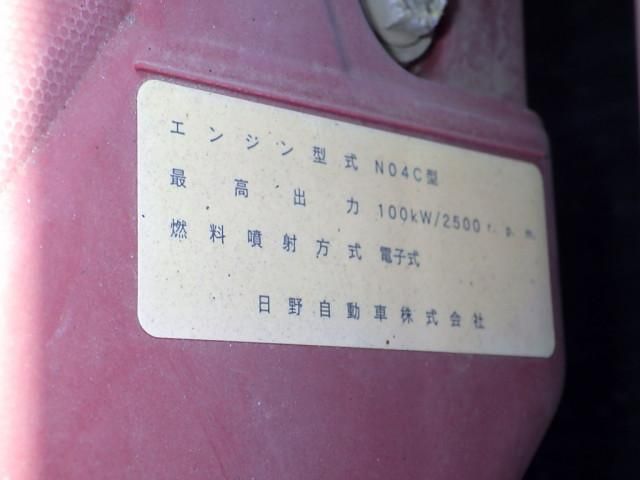 エンジン型式 N04C型
最高出力 100kW/2500r.p.m.
燃料噴射方式 電子式
日野自動車株式会社